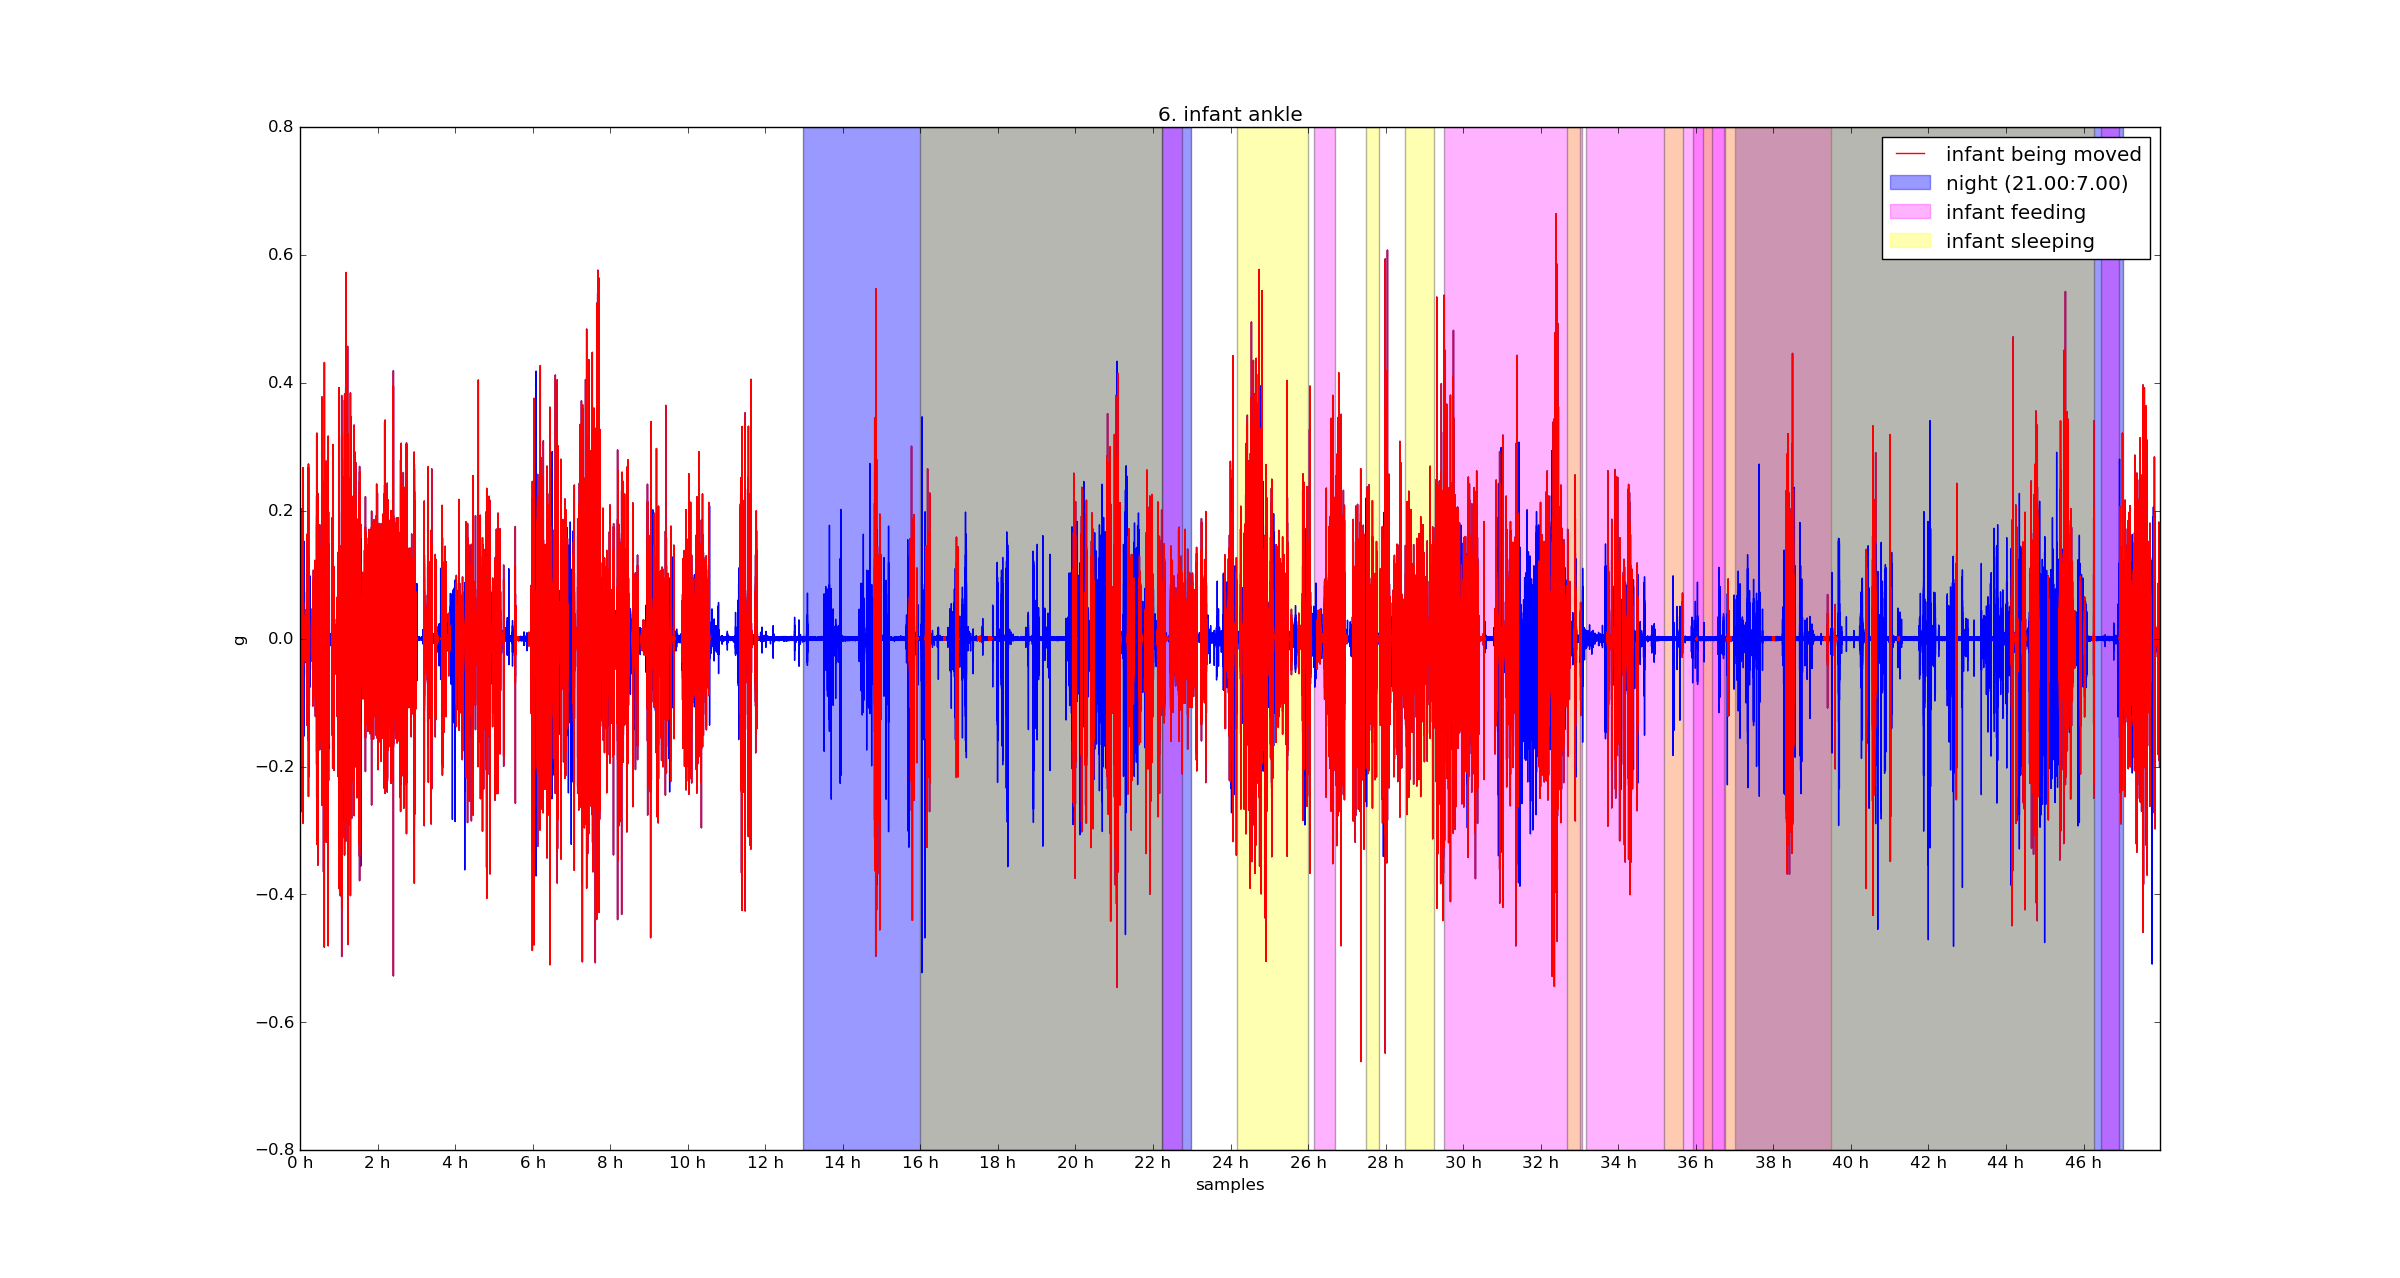 6. infant ankle
0.8
0.6
0.4
0.2
0.0
−0.2
−0.4
−0.6
−0.8
g
infant being moved
night (21.00:7.00)
infant feeding
infant sleeping
0 h 2 h 4 h 6 h 8 h 10 h 12 h 14 h 16 h 18 h 20 h 22 h 24 h 26 h 28 h 30 h 32 h 34 h 36 h 38 h 40 h 42 h 44 h 46 h
samples